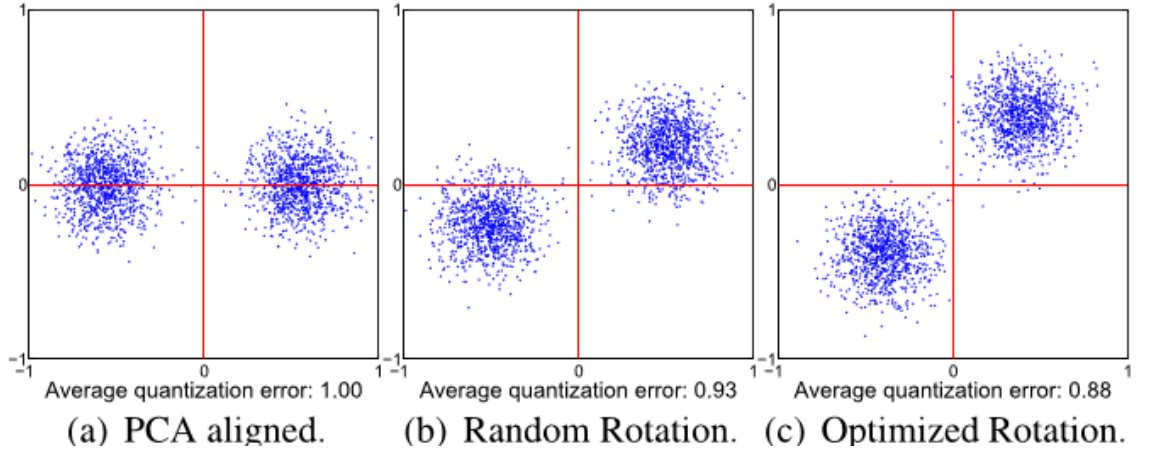 1 1 1
0 0 0
−1 −1 −1
−1 0 1 −1 0 1 −1 0 1
Average quantization error: 1.00 Average quantization error: 0.93 Average quantization error: 0.88
(a) PCA aligned. (b) Random Rotation. (c) Optimized Rotation.